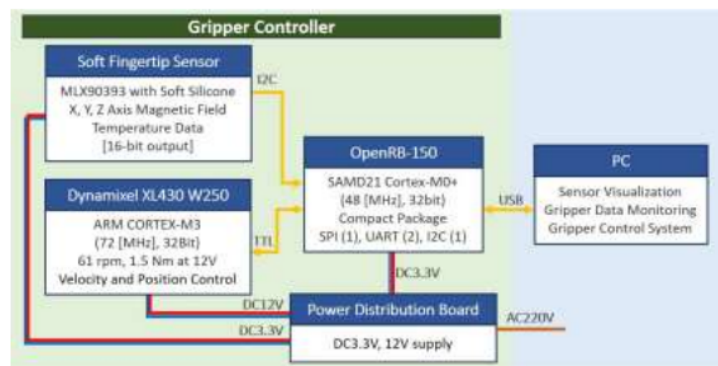 Gripper Controller
Soft Fingertip Sensor
MLX90393 with Soft Silicone
X, Y, Z Axis Magnetic Field
Temperature Data
[16-bit output]
I2C
Dynamixel XL430 W250
ARM CORTEX-M3
(72 [MHz], 32Bit)
61 rpm, 1.5 Nm at 12V
Velocity and Position Control
TTL
OpenRB-150
SAMD21 Cortex-M0+
(48 [MHz], 32bit)
Compact Package
SPI (1), UART (2), I2C (1)
USB
PC
Sensor Visualization
Gripper Data Monitoring
Gripper Control System
DC3.3V
DC12V
DC3.3V
Power Distribution Board
DC3.3V, 12V supply
AC220V